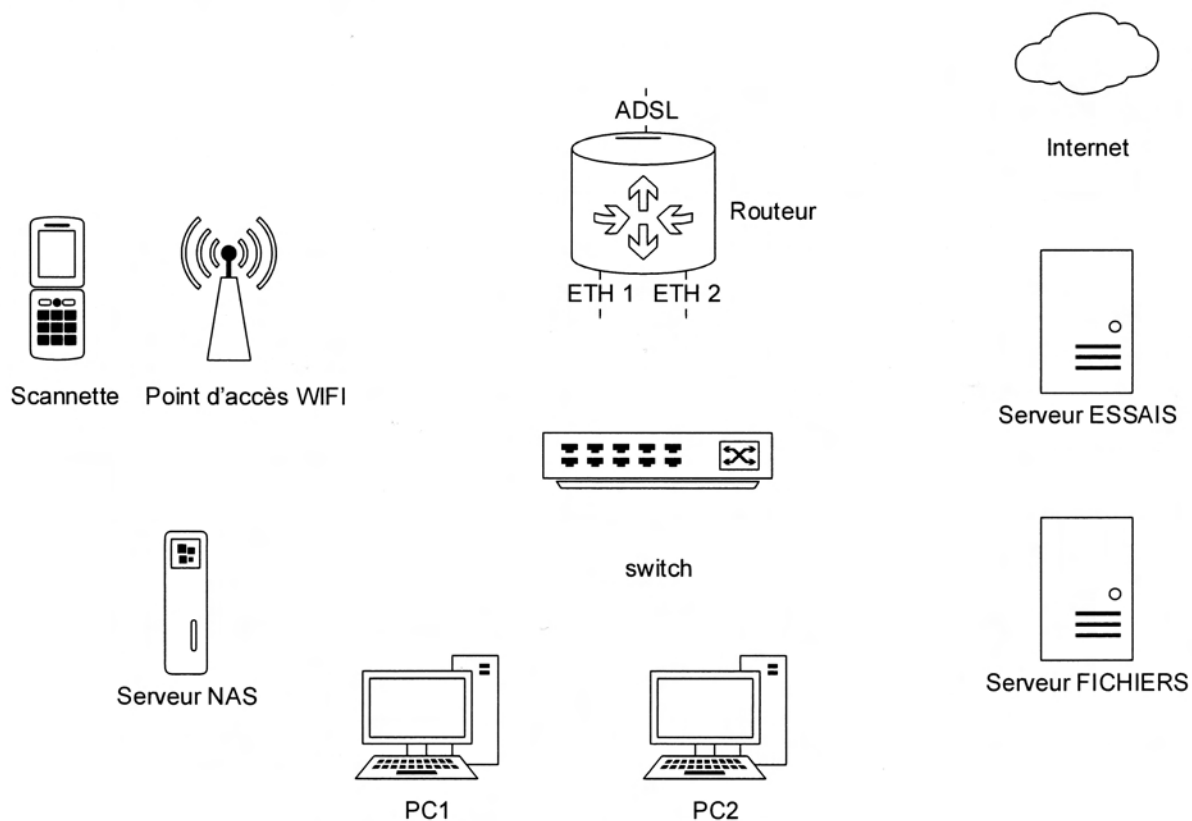 ADSL
Internet
Routeur
ETH 1 ETH 2
Scannette
Point d'accès WIFI
Serveur ESSAIS
switch
Serveur NAS
Serveur FICHIERS
PC1
PC2